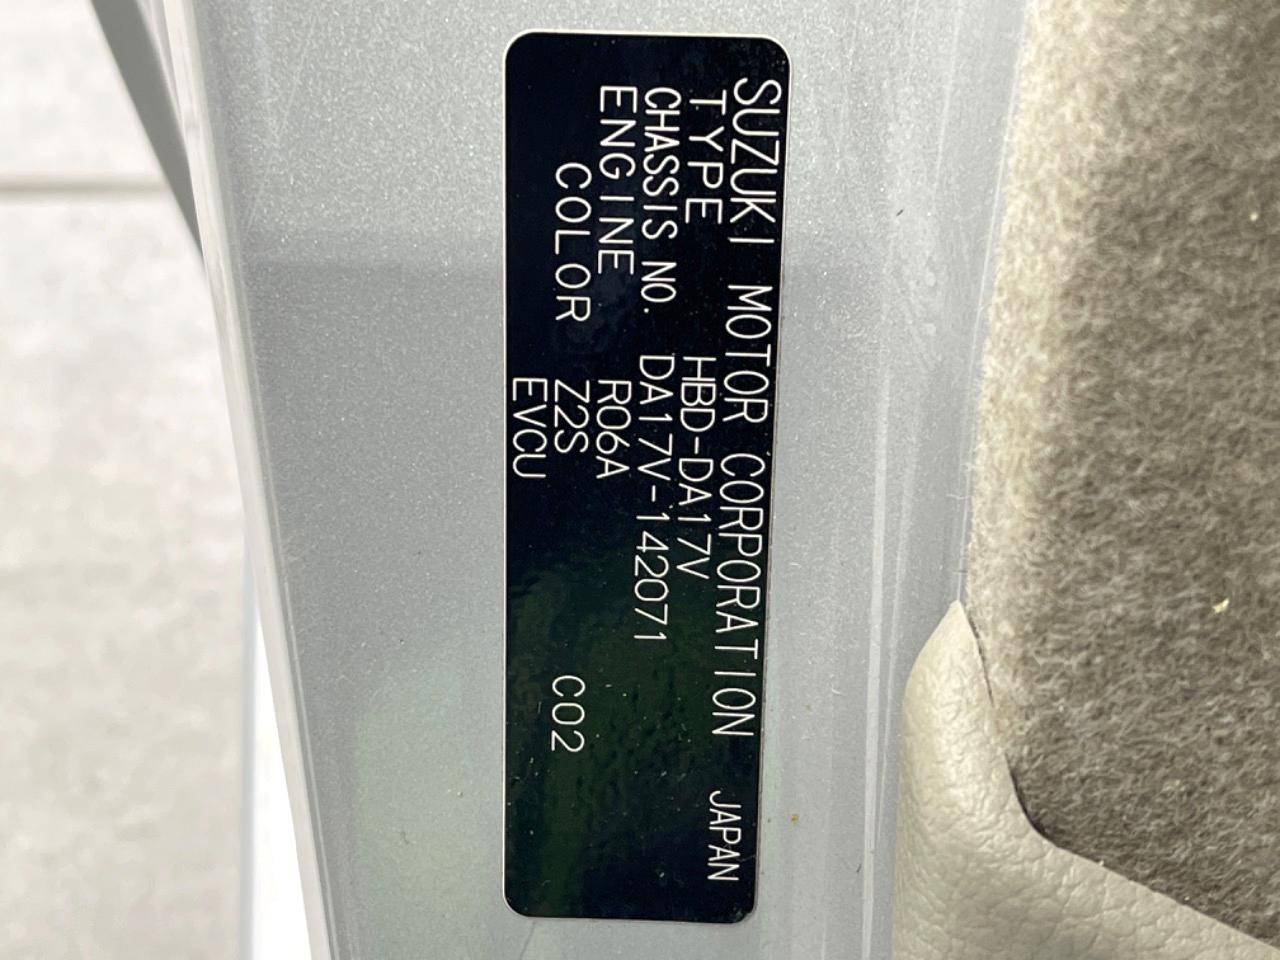 SUZUKI MOTOR CORPORATION JAPAN
TYPE HBD-DA17V
CHASSIS NO. DA17V-142071
ENGINE R06A
COLOR Z2S C02
EVCU